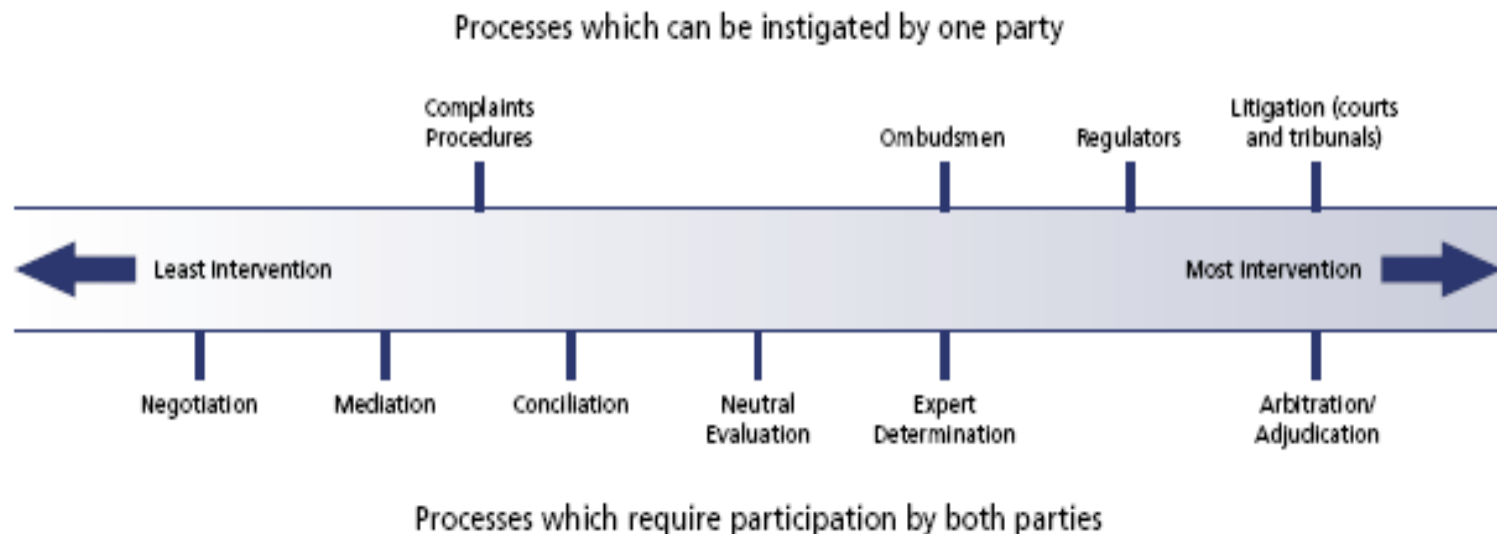 Processes which can be instigated by one party
Complaints
Procedures
Ombudsmen
Regulators
Litigation (courts
and tribunals)
Least Intervention
Most Intervention
Negotiation
Mediation
Conciliation
Neutral
Evaluation
Expert
Determination
Arbitration/
Adjudication
Processes which require participation by both parties